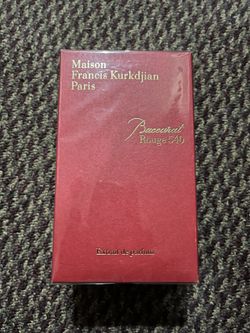 Maison
Francis Kurkdjian
Paris
Baccarat
Rouge 540
Extrait de parfum